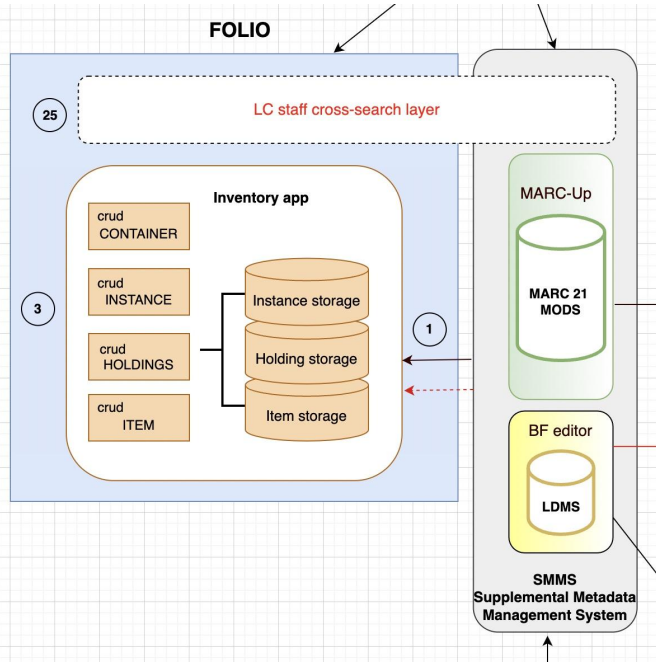 FOLIO
25
LC staff cross-search layer
Inventory app
crud
CONTAINER
crud
INSTANCE
crud
HOLDINGS
crud
ITEM
Instance storage
Holding storage
Item storage
3
1
MARC-Up
MARC 21
MODS
BF editor
LDMS
SMMS
Supplemental Metadata
Management System